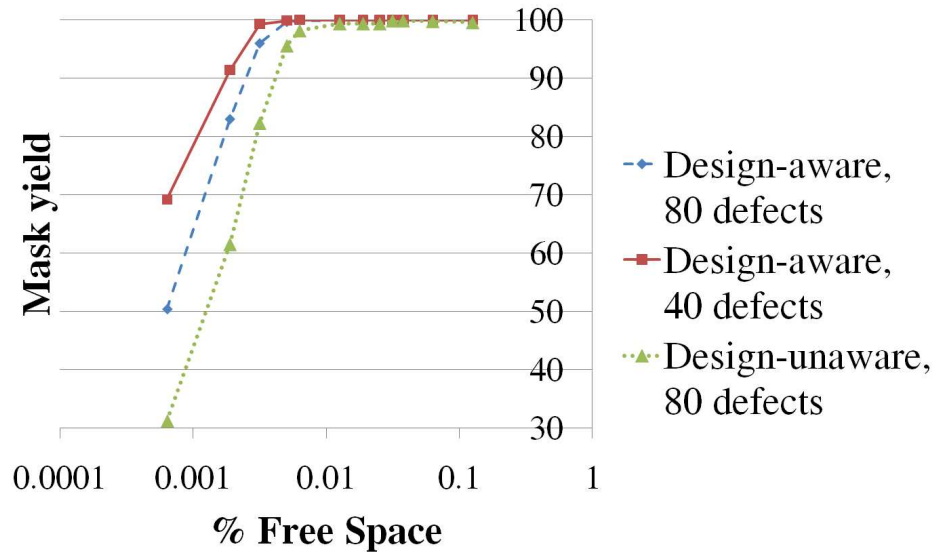 100
90
80
70
60
50
40
30
Mask yield
0.0001 0.001 0.01 0.1 1
% Free Space
Design-aware,
80 defects
Design-aware,
40 defects
Design-unaware,
80 defects